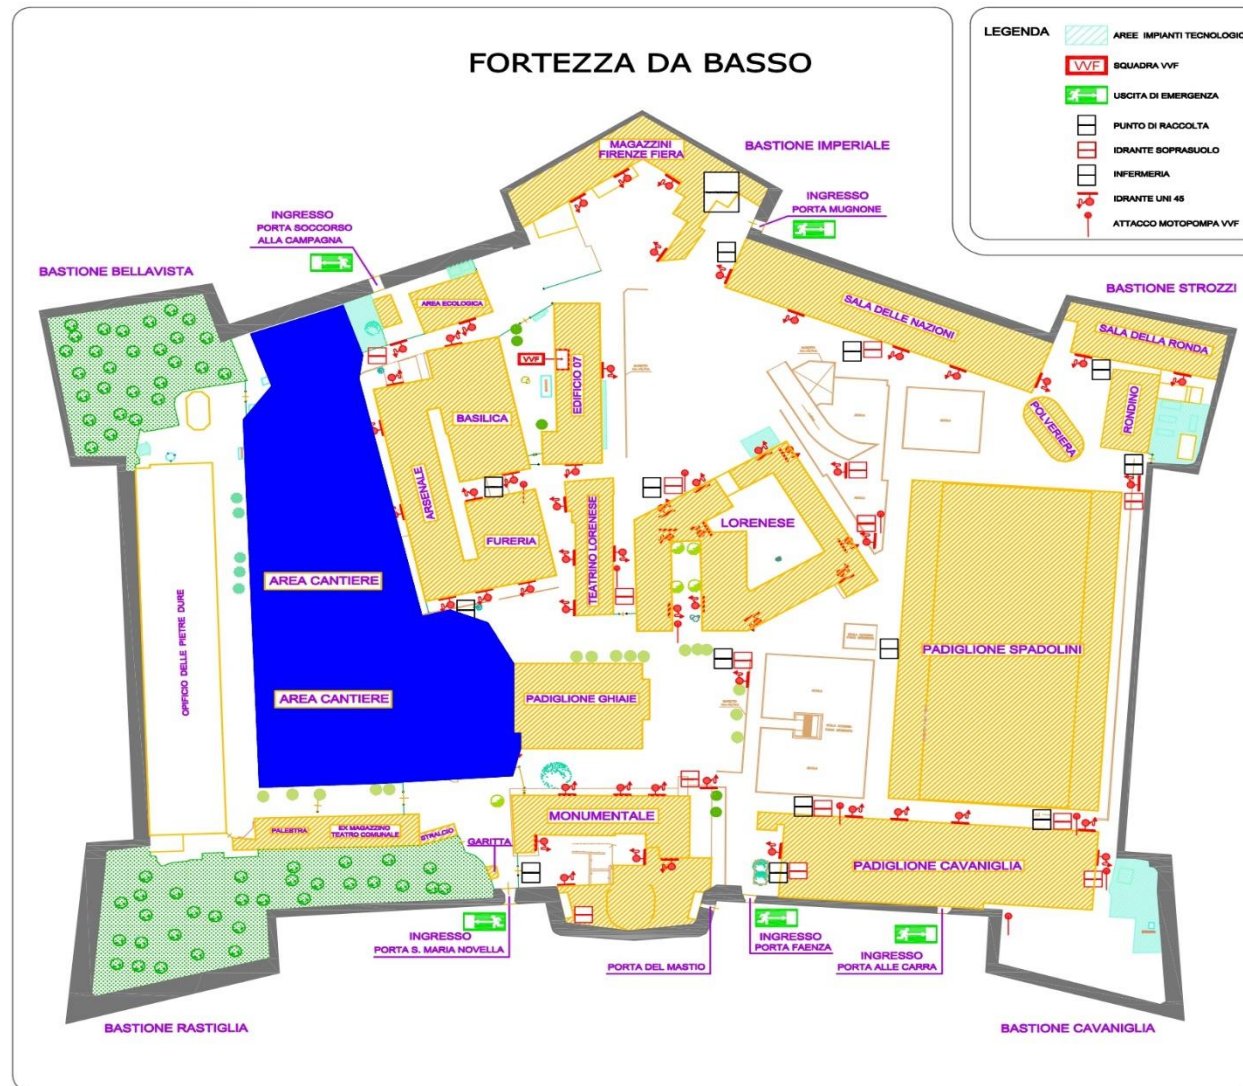 FORTEZZA DA BASSO
LEGENDA
AREE IMPIANTI TECNOLOGIC
VVF
SQUADRA VVF
USCITA DI EMERGENZA
PUNTO DI RACCOLTA
IDRANTE SOPRASUOLO
INFERMERIA
IDRANTE UNI 45
ATTACCO MOTOPOMPA VVF
MAGAZZINI
FIRENZE FIERA
BASTIONE IMPERIALE
INGRESSO
PORTA MUGNONE
INGRESSO
PORTA SOCCORSO
ALLA CAMPAGNA
BASTIONE BELLAVISTA
BASTIONE STROZZI
AREA ECOLOGICA
SALA DELLE NAZIONI
SALA DELLA RONDA
VVF
EDIFICIO 07
BASILICA
POLVERIERA
RONDINO
ARSENALE
FURERIA
TEATRINO LORENESE
LORENESE
AREA CANTIERE
OPIFICIO DELLE PIETRE DURE
PADIGLIONE SPADOLINI
AREA CANTIERE
PADIGLIONE GHIAIE
PALESTRA
EX MAGAZZINO
TEATRO COMUNALE
STRALCIO
GARITTA
MONUMENTALE
PADIGLIONE CAVANIGLIA
INGRESSO
PORTA S. MARIA NOVELLA
PORTA DEL MASTIO
INGRESSO
PORTA FAENZA
INGRESSO
PORTA ALLE CARRA
BASTIONE RASTIGLIA
BASTIONE CAVANIGLIA